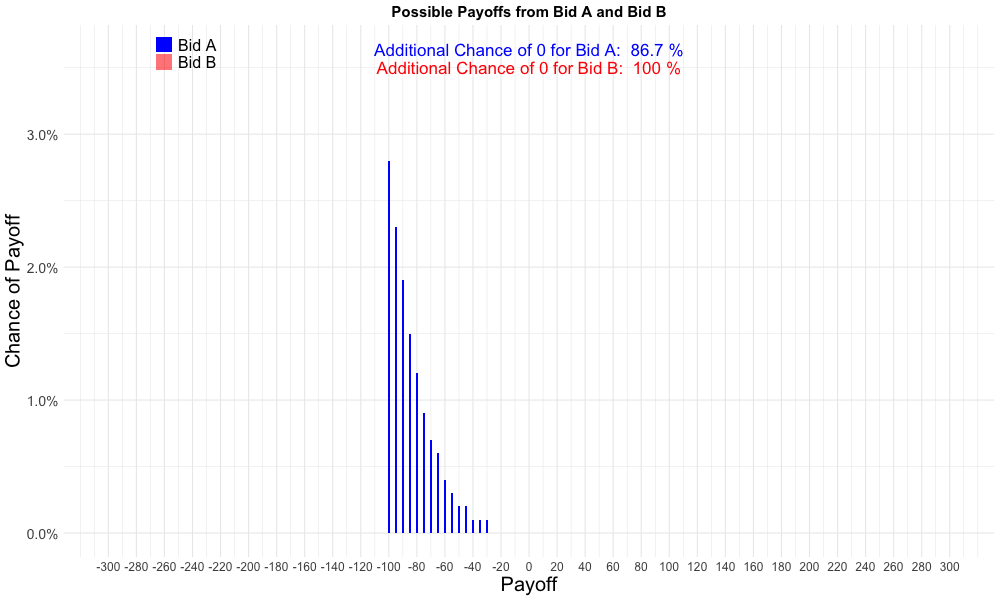 Possible Payoffs from Bid A and Bid B
Bid A
Bid B
Additional Chance of 0 for Bid A:  86.7 %
Additional Chance of 0 for Bid B:  100 %
Chance of Payoff
3.0%
2.0%
1.0%
0.0%
-300 -280 -260 -240 -220 -200 -180 -160 -140 -120 -100 -80 -60 -40 -20 0 20 40 60 80 100 120 140 160 180 200 220 240 260 280 300
Payoff